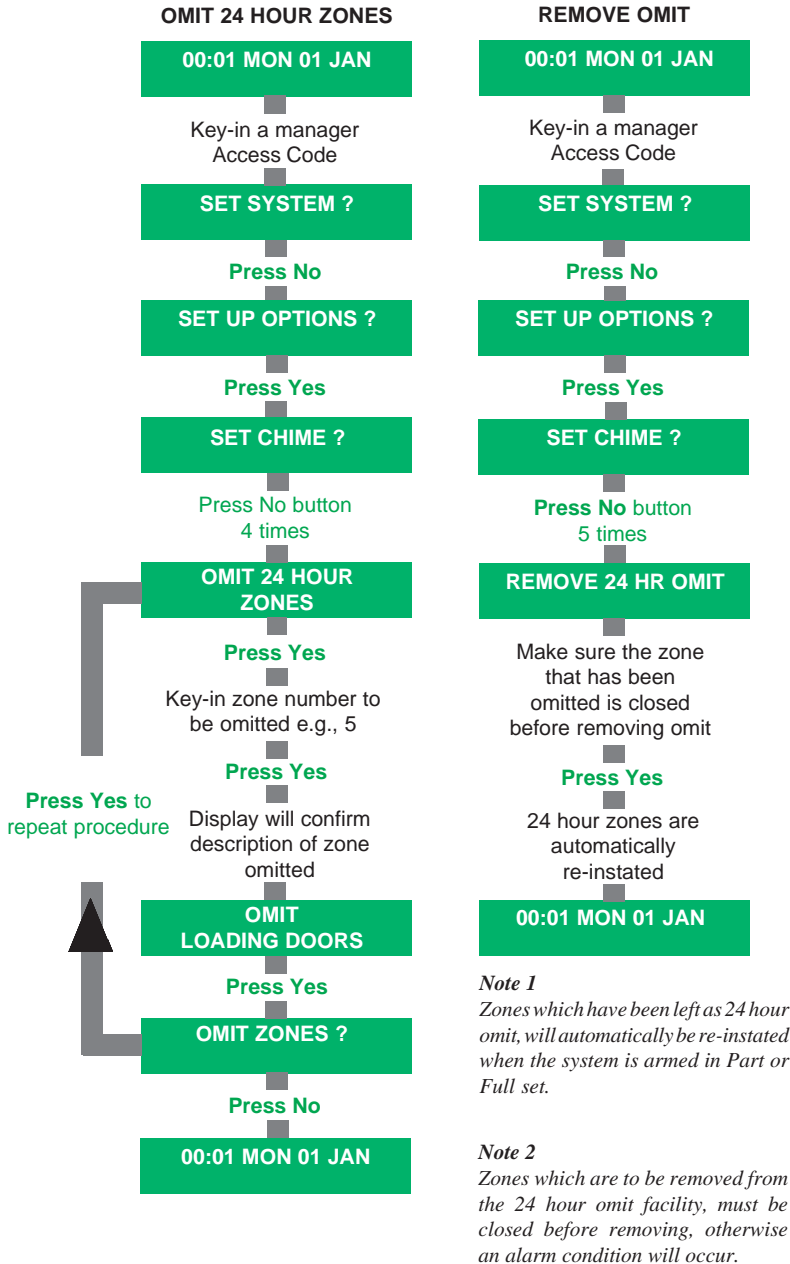 OMIT 24 HOUR ZONES
00:01 MON 01 JAN
Key-in a manager
Access Code
SET SYSTEM ?
Press No
SET UP OPTIONS ?
Press Yes
SET CHIME ?
Press No button
4 times
OMIT 24 HOUR
ZONES
Press Yes
Key-in zone number to
be omitted e.g., 5
Press Yes
Press Yes to
repeat procedure
Display will confirm
description of zone
omitted
OMIT
LOADING DOORS
Press Yes
OMIT ZONES ?
Press No
00:01 MON 01 JAN
REMOVE OMIT
00:01 MON 01 JAN
Key-in a manager
Access Code
SET SYSTEM ?
Press No
SET UP OPTIONS ?
Press Yes
SET CHIME ?
Press No button
5 times
REMOVE 24 HR OMIT
Make sure the zone
that has been
omitted is closed
before removing omit
Press Yes
24 hour zones are
automatically
re-instated
00:01 MON 01 JAN
Note 1
Zones which have been left as 24 hour
omit, will automatically be re-instated
when the system is armed in Part or
Full set.
Note 2
Zones which are to be removed from
the 24 hour omit facility, must be
closed before removing, otherwise
an alarm condition will occur.